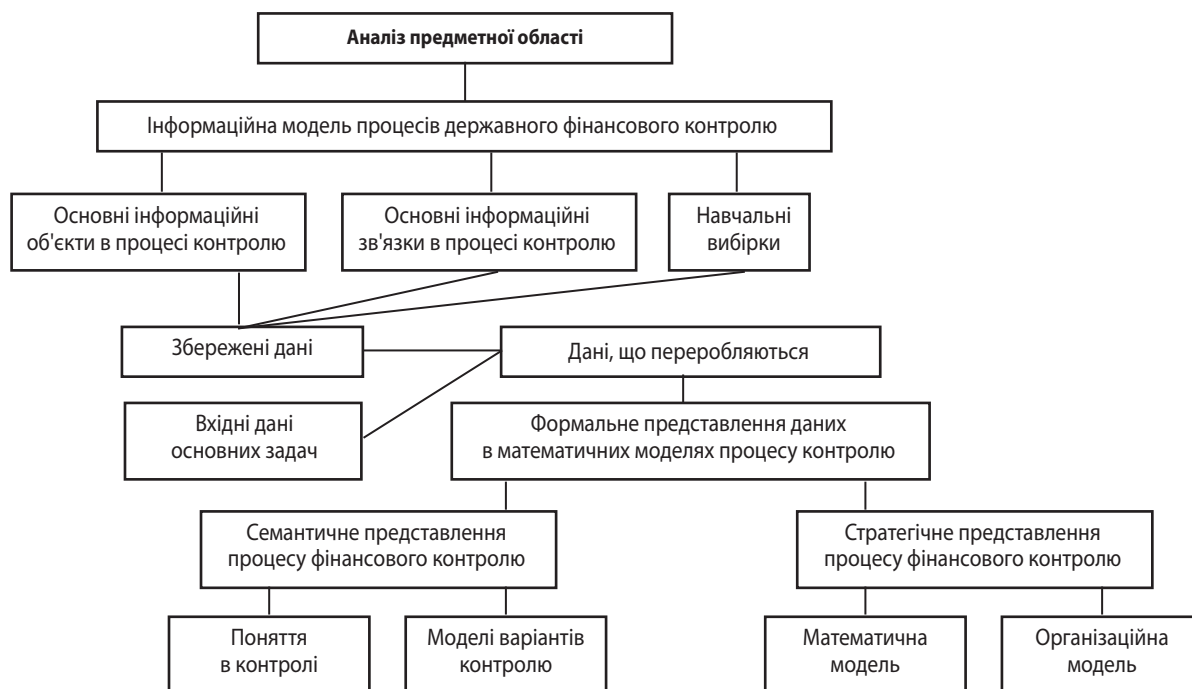 Аналіз предметної області
Інформаційна модель процесів державного фінансового контролю
Основні інформаційні
об'єкти в процесі контролю
Основні інформаційні
зв'язки в процесі контролю
Навчальні
вибірки
Збережені дані
Дані, що переробляються
Вхідні дані
основних задач
Формальне представлення даних
в математичних моделях процесу контролю
Семантичне представлення
процесу фінансового контролю
Стратегічне представлення
процесу фінансового контролю
Поняття
в контролі
Моделі варіантів
контролю
Математична
модель
Організаційна
модель